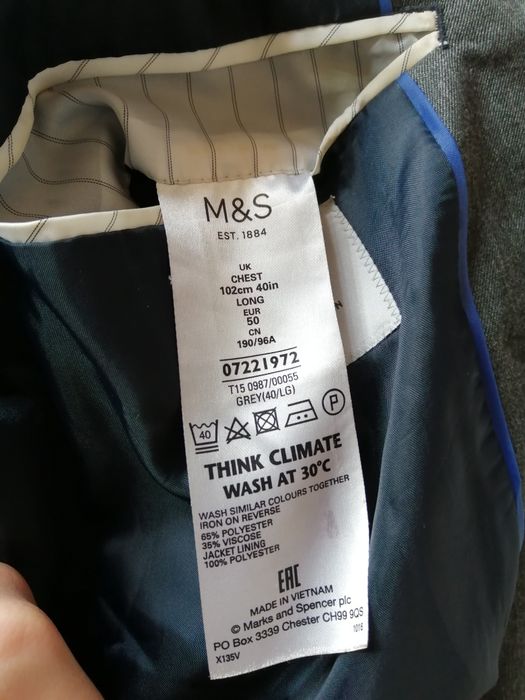 M&S
EST. 1884
UK
CHEST
102cm 40in
LONG
EUR
50
CN
190/96A
07221972
T15 0987/00055
GREY(40/LG)
40
P
THINK CLIMATE
WASH AT 30°C
WASH SIMILAR COLOURS TOGETHER
IRON ON REVERSE
65% POLYESTER
35% VISCOSE
JACKET LINING
100% POLYESTER
EAC
MADE IN VIETNAM
© Marks and Spencer plc
PO Box 3339 Chester CH99 9QS
X135V
1016
N